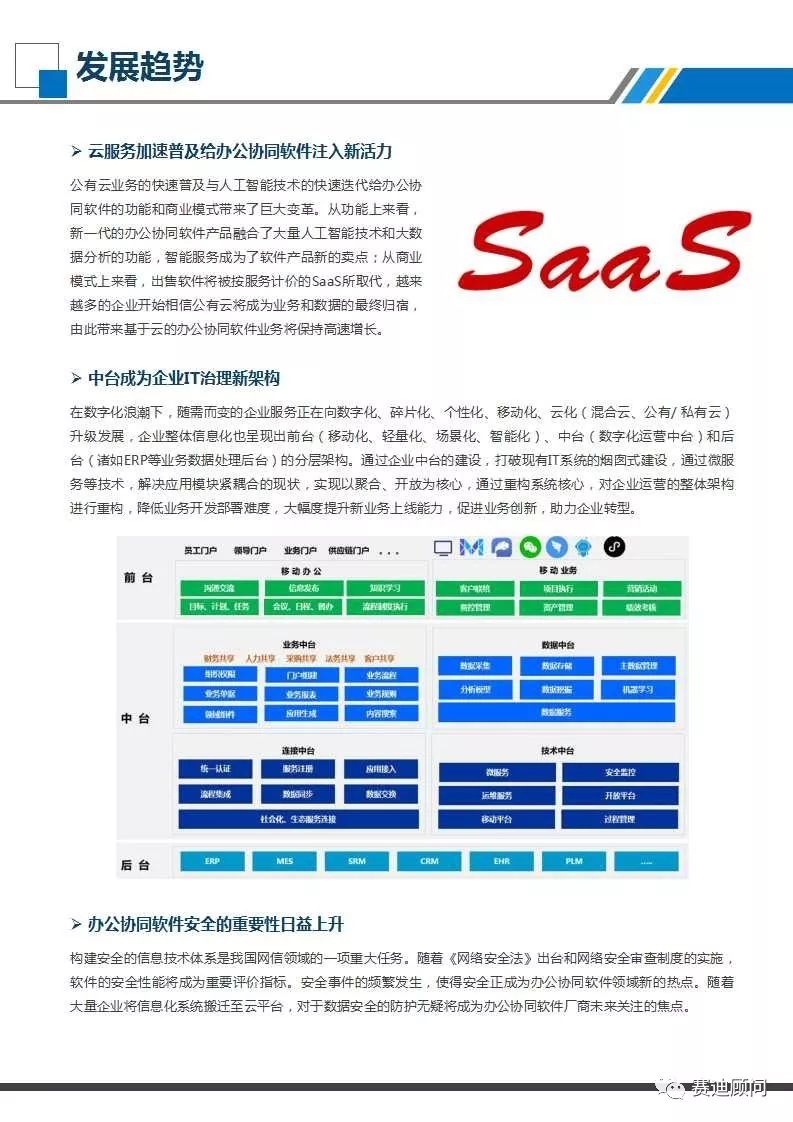 发展趋势
➢ 云服务加速普及给办公协同软件注入新活力
公有云业务的快速普及与人工智能技术的快速迭代给办公协
同软件的功能和商业模式带来了巨大变革。从功能上来看，
新一代的办公协同软件产品融合了大量人工智能技术和大数
据分析的功能，智能服务成为了软件产品新的卖点；从商业
模式上来看，出售软件将被按服务计价的SaaS所取代，越来
越多的企业开始相信公有云将成为业务和数据的最终归宿，
由此带来基于云的办公协同软件业务将保持高速增长。
SaaS
➢ 中台成为企业IT治理新架构
在数字化浪潮下，随需而变的企业服务正在向数字化、碎片化、个性化、移动化、云化（混合云、公有/ 私有云）
升级发展，企业整体信息化也呈现出前台（移动化、轻量化、场景化、智能化）、中台（数字化运营中台）和后
台（诸如ERP等业务数据处理后台）的分层架构。通过企业中台的建设，打破现有IT系统的烟囱式建设，通过微服
务等技术，解决应用模块紧耦合的现状，实现以聚合、开放为核心，通过重构系统核心，对企业运营的整体架构
进行重构，降低业务开发部署难度，大幅度提升新业务上线能力，促进业务创新，助力企业转型。
前 台
员工门户 领导门户 业务门户 供应链门户 . . .
移 动 办 公
沟通交流 信息发布 知识学习
目标、计划、任务 会议、日程、督办 流程制度执行
移 动 业 务
客户联络 项目执行 营销活动
监控管理 资产管理 绩效考核
中 台
业务中台
财务共享 人力共享 采购共享 法务共享 客户共享
组织权限 门户组建 业务流程
业务单据 业务报表 业务规则
领域组件 应用生成 内容搜索
数据中台
数据采集 数据存储 主数据管理
分析模型 数据挖掘 机器学习
数据服务
连接中台
统一认证 服务注册 应用接入
流程集成 数据同步 数据交换
社会化、生态服务连接
技术中台
微服务 安全监控
运维服务 开放平台
移动平台 过程管理
后 台
ERP MES SRM CRM EHR PLM .....
➢ 办公协同软件安全的重要性日益上升
构建安全的信息技术体系是我国网信领域的一项重大任务。随着《网络安全法》出台和网络安全审查制度的实施，
软件的安全性能将成为重要评价指标。安全事件的频繁发生，使得安全正成为办公协同软件领域新的热点。随着
大量企业将信息化系统搬迁至云平台，对于数据安全的防护无疑将成为办公协同软件厂商未来关注的焦点。
赛迪顾问